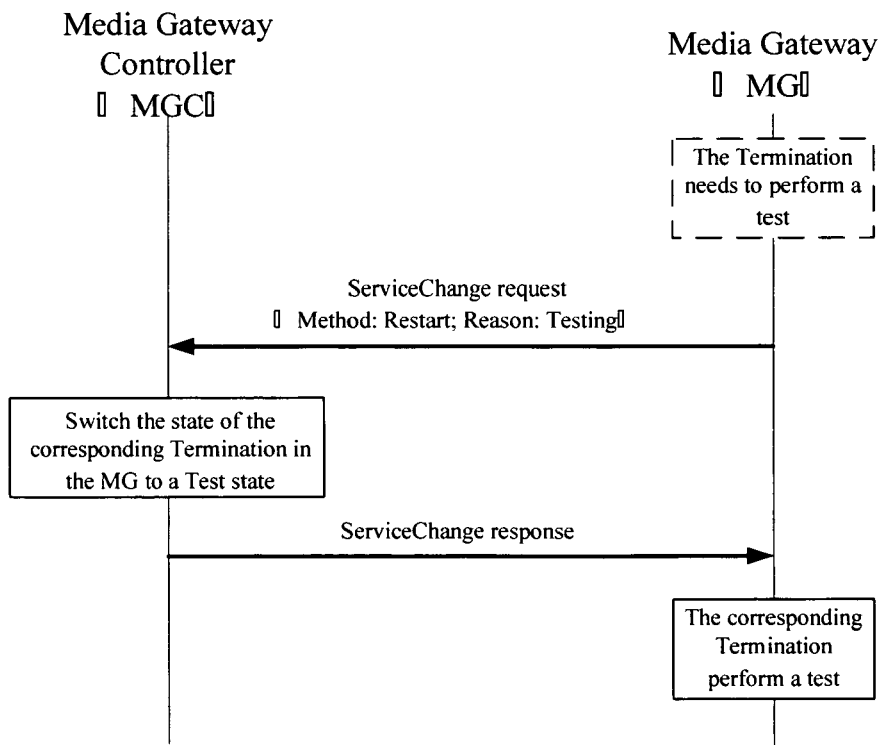 Media Gateway
Controller
▯ MGC▯
Media Gateway
▯ MG▯
The Termination
needs to perform a
test
ServiceChange request
▯ Method: Restart; Reason: Testing▯
Switch the state of the
corresponding Termination in
the MG to a Test state
ServiceChange response
The corresponding
Termination
perform a test